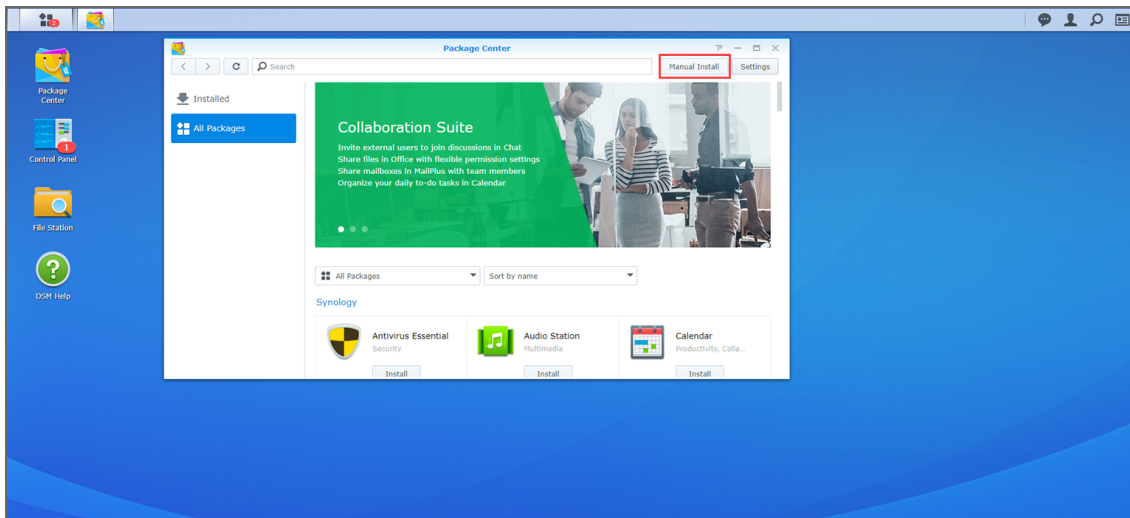 2
Package Center
Search
Manual Install
Settings
Package
Center
Installed
All Packages
Collaboration Suite
Invite external users to join discussions in Chat
Share files in Office with flexible permission settings
Share mailboxes in MailPlus with team members
Organize your daily to-do tasks in Calendar
1
Control Panel
File Station
DSM Help
All Packages
Sort by name
Synology
Antivirus Essential
Security
Install
Audio Station
Multimedia
Install
Calendar
Productivity, Colla...
Install